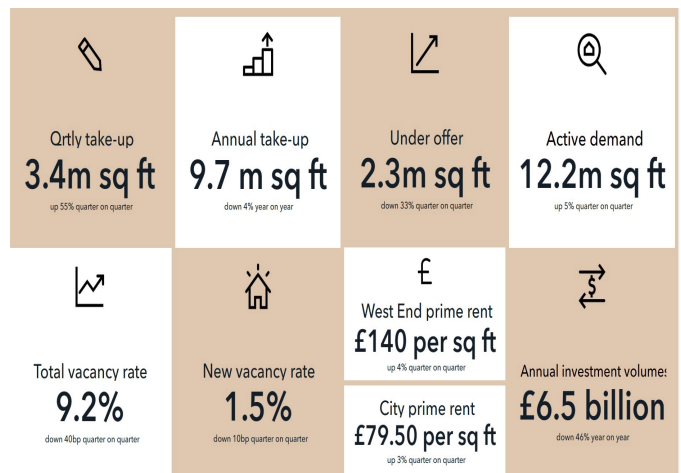 Qrtly take-up
3.4m sq ft
up 55% quarter on quarter
Annual take-up
9.7 m sq ft
down 4% year on year
Under offer
2.3m sq ft
down 33% quarter on quarter
Active demand
12.2m sq ft
up 5% quarter on quarter
Total vacancy rate
9.2%
down 40bp quarter on quarter
New vacancy rate
1.5%
down 10bp quarter on quarter
£
West End prime rent
£140 per sq ft
up 4% quarter on quarter
City prime rent
£79.50 per sq ft
up 3% quarter on quarter
$
Annual investment volumes
£6.5 billion
down 46% year on year